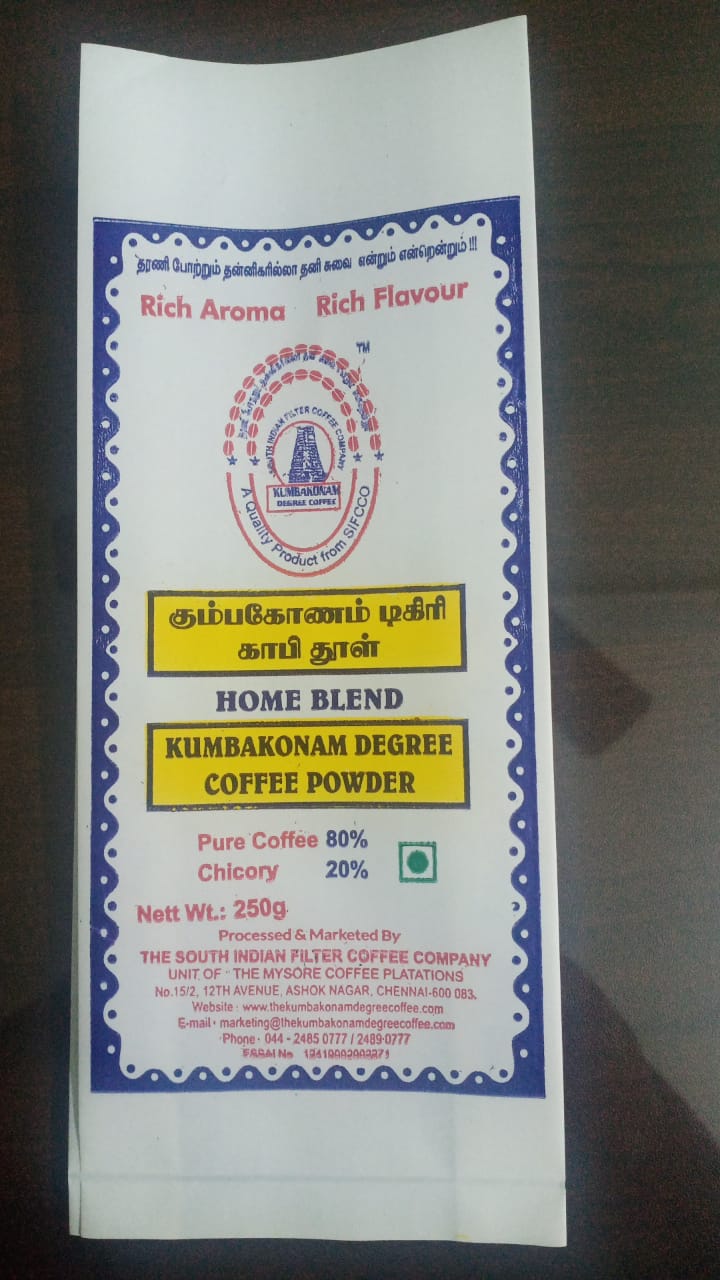 தரணி போற்றும் தன்னிகரில்லா தனி சுவை என்றும் என்றென்றும் !!!
Rich Aroma Rich Flavour
TM
SOUTH INDIAN FILTER COFFEE COMPANY
KUMBAKONAM
DEGREE COFFEE
A Quality Product from SIFCCO
கும்பகோணம் டிகிரி
காபி தூள்
HOME BLEND
KUMBAKONAM DEGREE
COFFEE POWDER
Pure Coffee 80%
Chicory 20%
Nett Wt.: 250g
Processed & Marketed By
THE SOUTH INDIAN FILTER COFFEE COMPANY
UNIT OF " THE MYSORE COFFEE PLATATIONS
No.15/2, 12TH AVENUE, ASHOK NAGAR, CHENNAI-600 083.
Website : www.thekumbakonamdegreecoffee.com
E-mail : marketing@thekumbakonamdegreecoffee.com
Phone : 044 - 2485 0777 / 2489 0777
FSSAI No